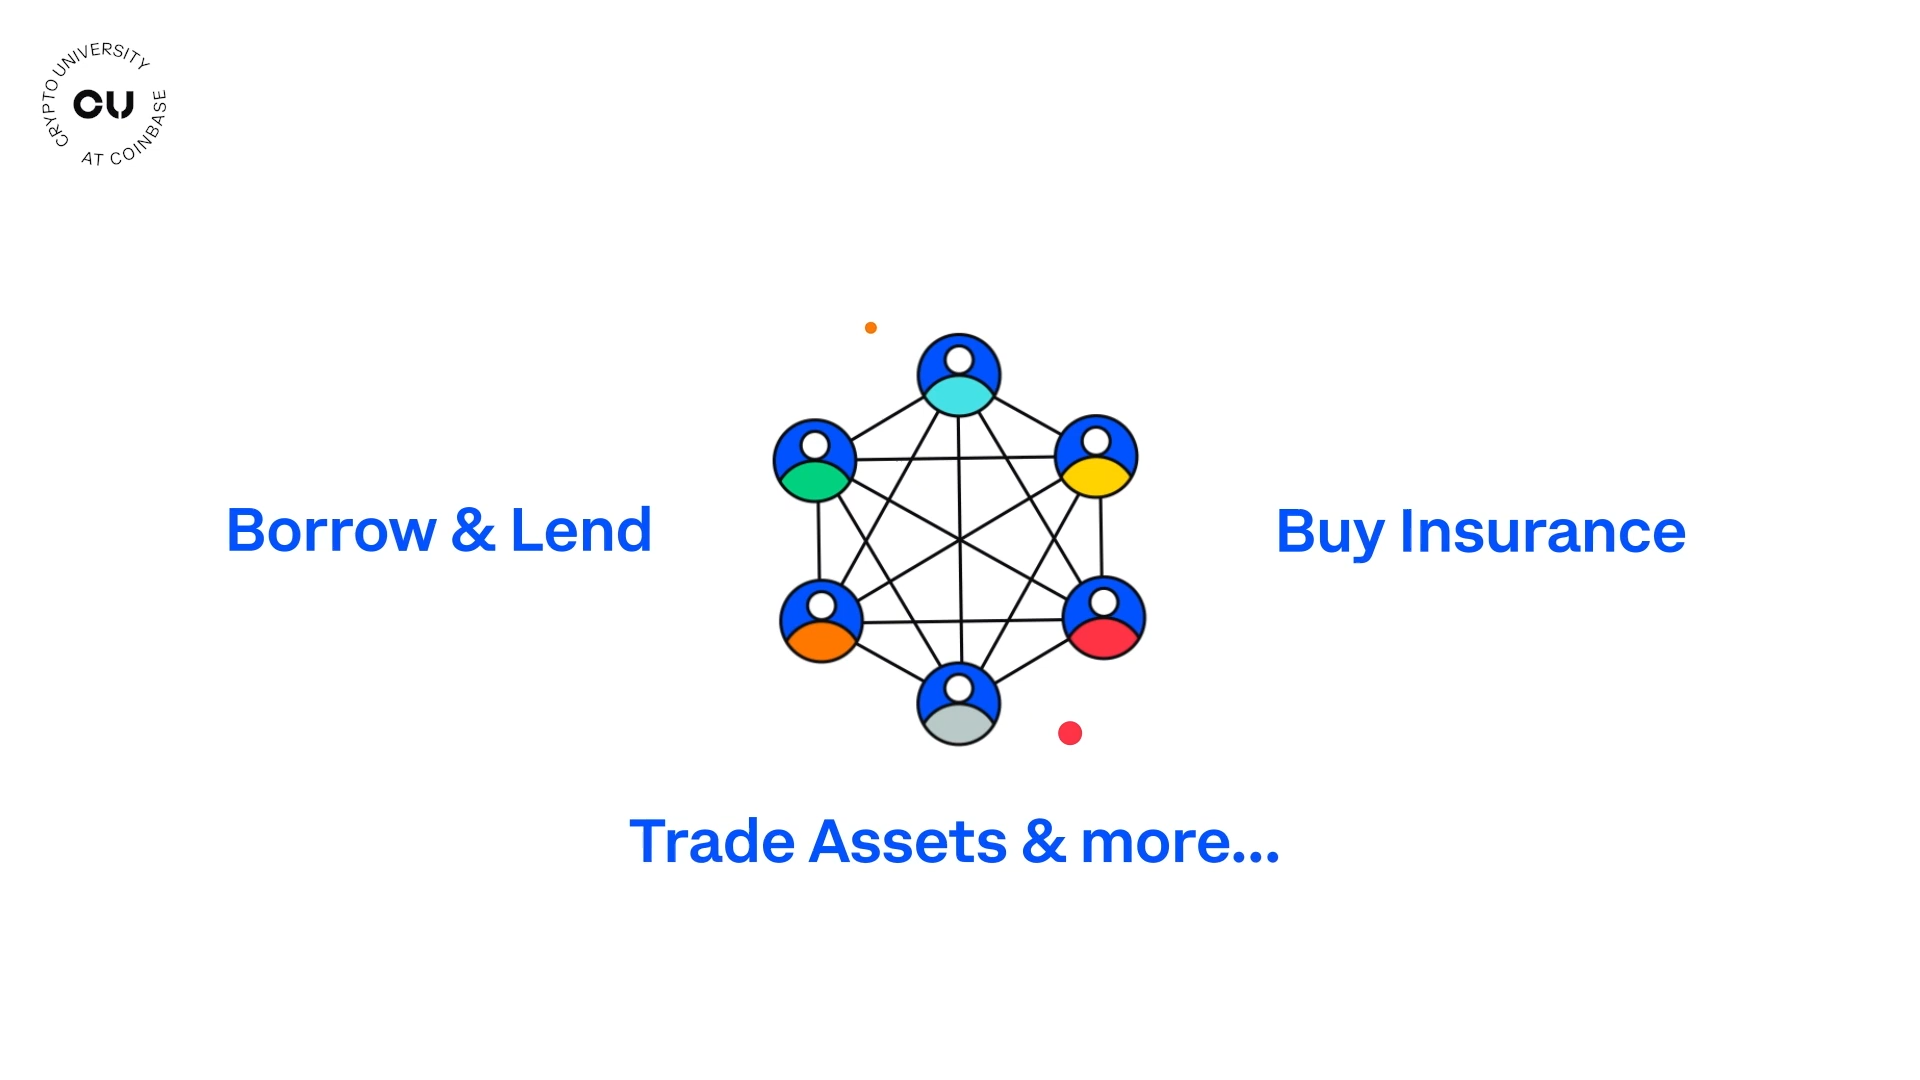 CRYPTO UNIVERSITY
AT COINBASE
CU
Borrow & Lend
Buy Insurance
Trade Assets & more...